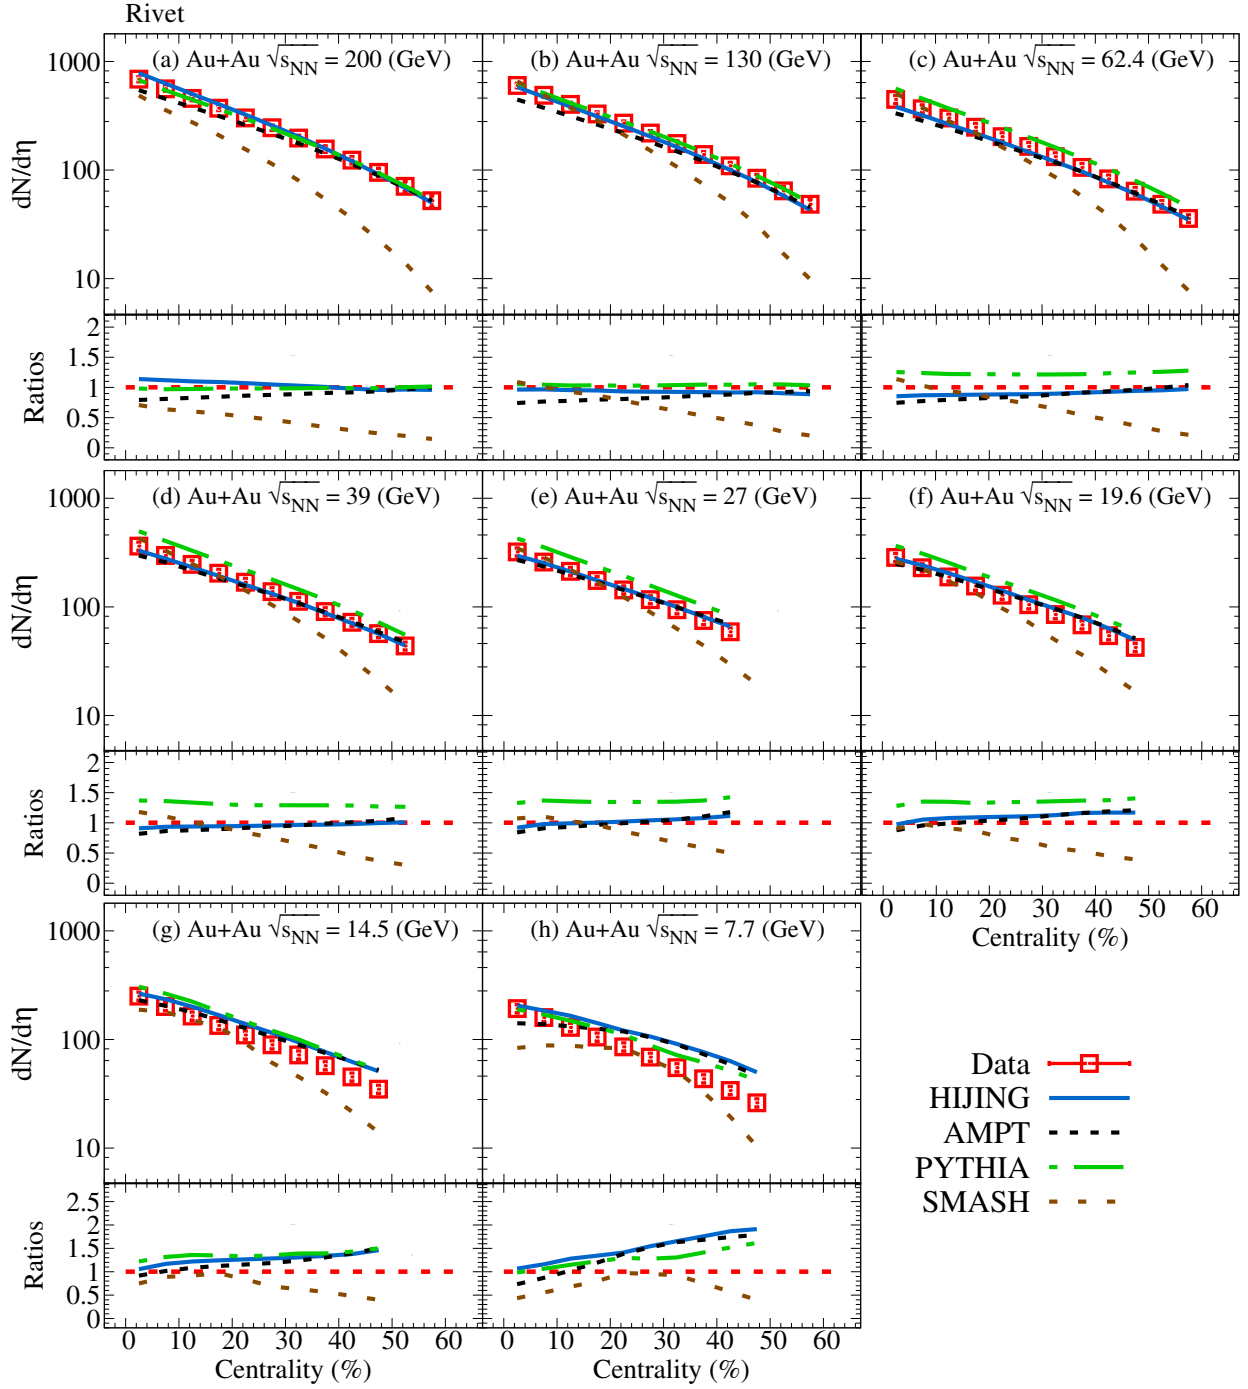 Rivet
(a) Au+Au √sNN = 200 (GeV)
(b) Au+Au √sNN = 130 (GeV)
(c) Au+Au √sNN = 62.4 (GeV)
1000
100
10
dN/dη
2
1.5
1
0.5
0
Ratios
(d) Au+Au √sNN = 39 (GeV)
(e) Au+Au √sNN = 27 (GeV)
(f) Au+Au √sNN = 19.6 (GeV)
1000
100
10
dN/dη
2
1.5
1
0.5
0
Ratios
0 10 20 30 40 50 60
Centrality (%)
(g) Au+Au √sNN = 14.5 (GeV)
(h) Au+Au √sNN = 7.7 (GeV)
1000
100
10
dN/dη
Data
HIJING
AMPT
PYTHIA
SMASH
2.5
2
1.5
1
0.5
0
Ratios
0 10 20 30 40 50 60
0 10 20 30 40 50 60
Centrality (%)
Centrality (%)